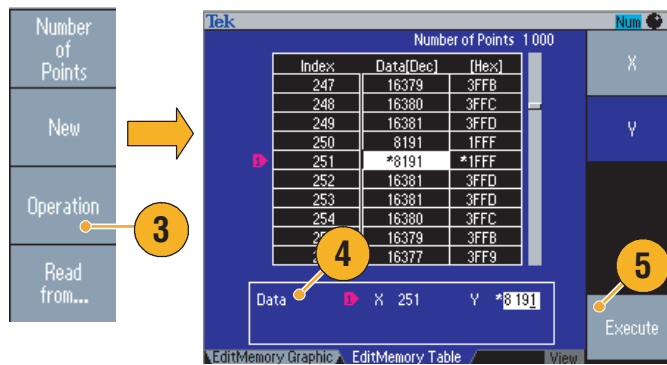 Number
of
Points
New
Operation
Read
from...
3
Tek
Num
Number of Points 1 000
Index Data[Dec] [Hex]
247 16379 3FFB
248 16380 3FFC
249 16381 3FFD
250 8191 1FFF
1 251 *8191 *1FFF
252 16381 3FFD
253 16381 3FFD
254 16380 3FFC
16379 3FFB
16377 3FF9
4
Data 1 X 251 Y *8 191
EditMemory Graphic EditMemory Table View
X
Y
5
Execute